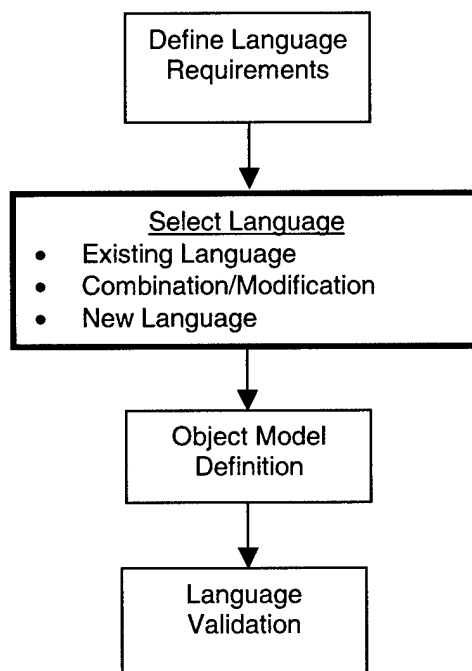 Define Language
Requirements
Select Language
• Existing Language
• Combination/Modification
• New Language
Object Model
Definition
Language
Validation